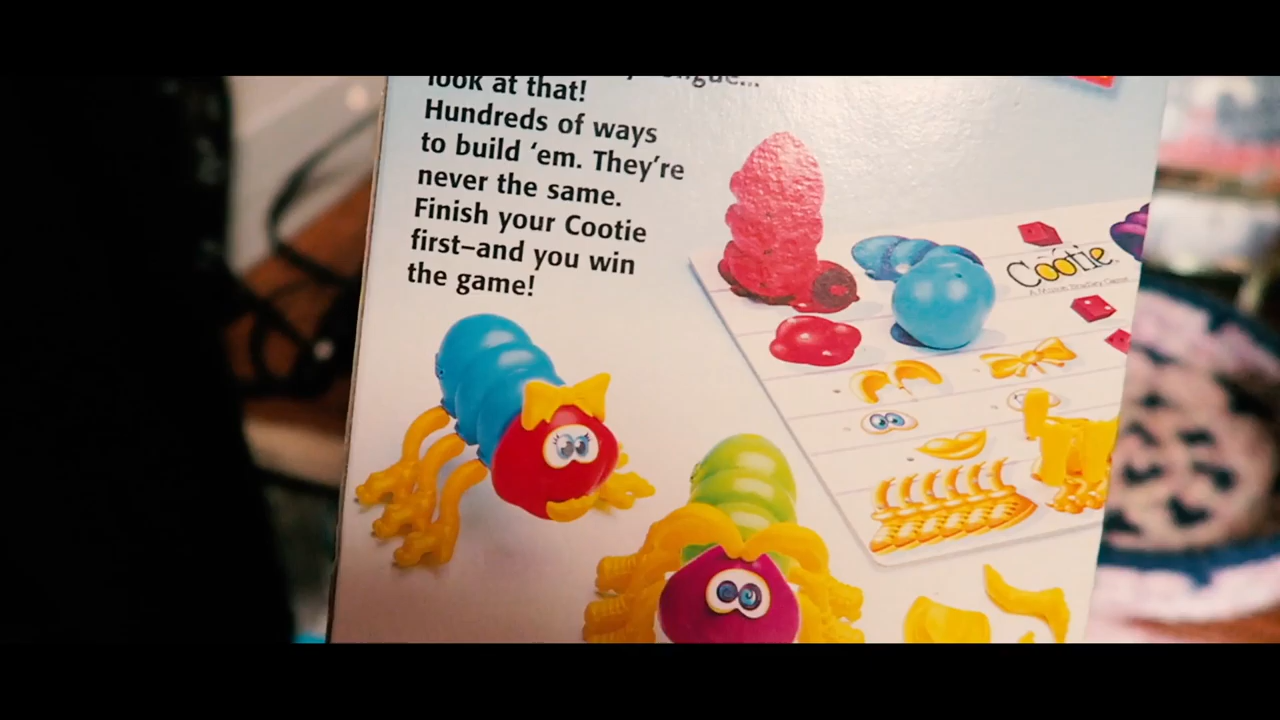 look at that!
Hundreds of ways
to build ‘em. They’re
never the same.
Finish your Cootie
first–and you win
the game!
Cootie